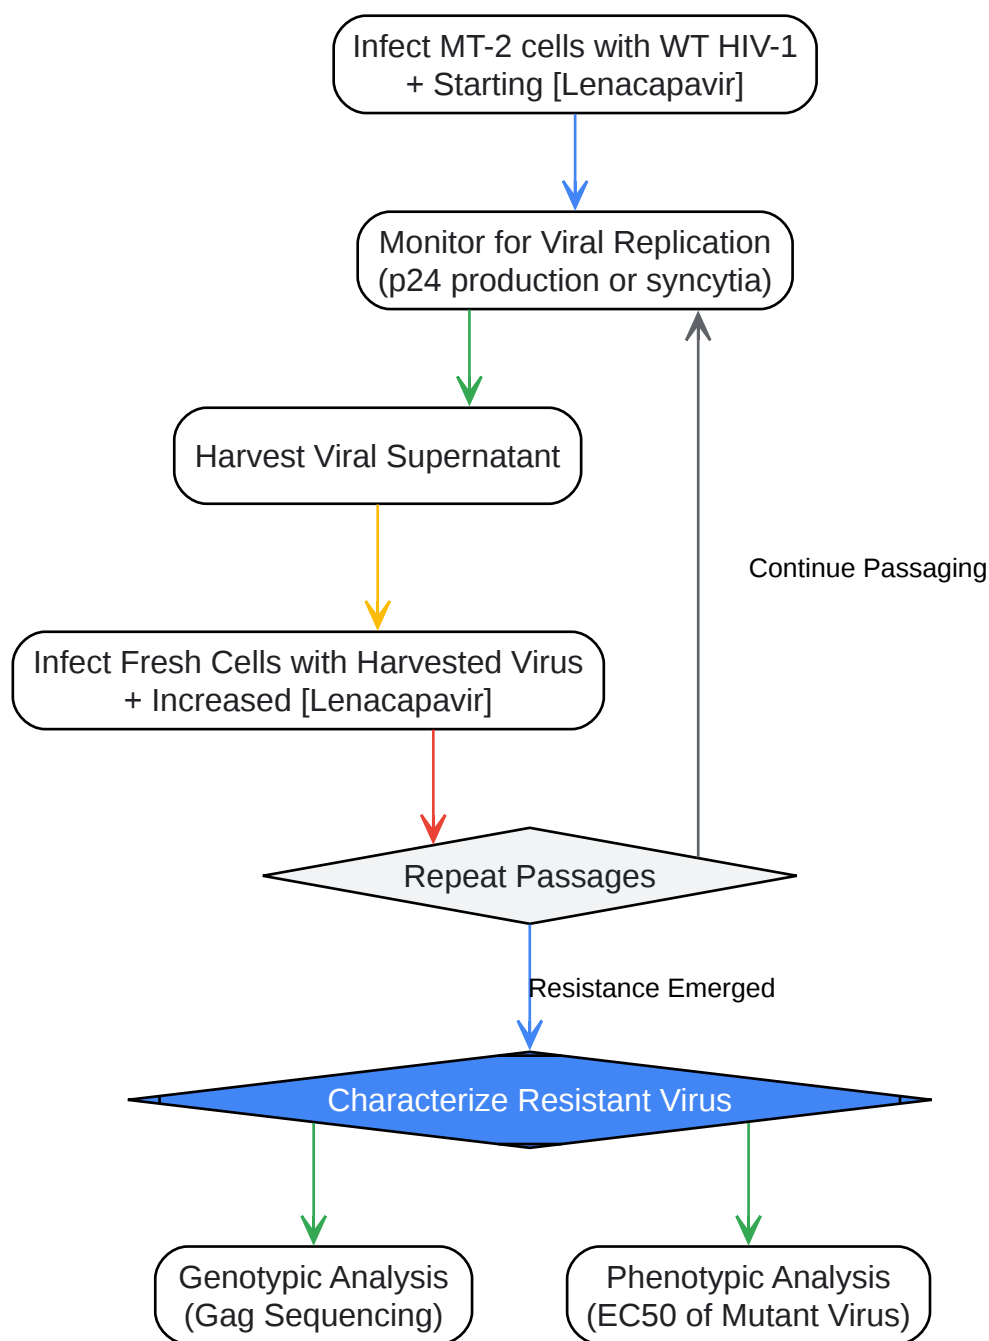 Infect MT-2 cells with WT HIV-1
+ Starting [Lenacapavir]
Monitor for Viral Replication
(p24 production or syncytia)
Harvest Viral Supernatant
Continue Passaging
Infect Fresh Cells with Harvested Virus
+ Increased [Lenacapavir]
Repeat Passages
Resistance Emerged
Characterize Resistant Virus
Genotypic Analysis
(Gag Sequencing)
Phenotypic Analysis
(EC50 of Mutant Virus)